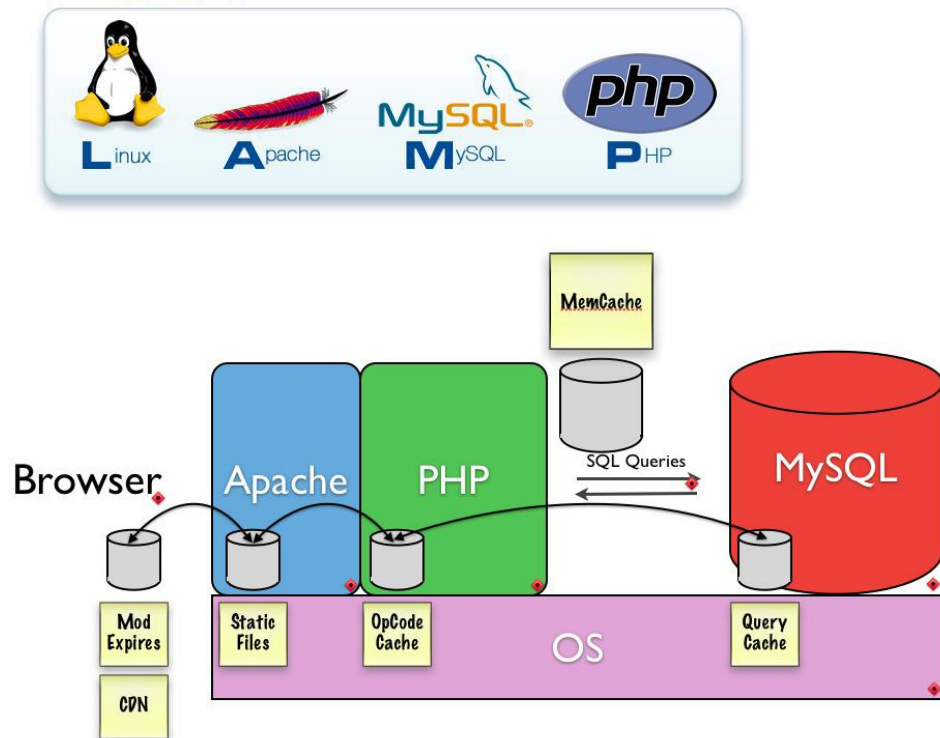 MySQL®
php
Linux
Apache
MySQL
PHP
MemCache
SQL Queries
Browser
Apache
PHP
MySQL
Mod
Expires
Static
Files
OpCode
Cache
OS
Query
Cache
CDN